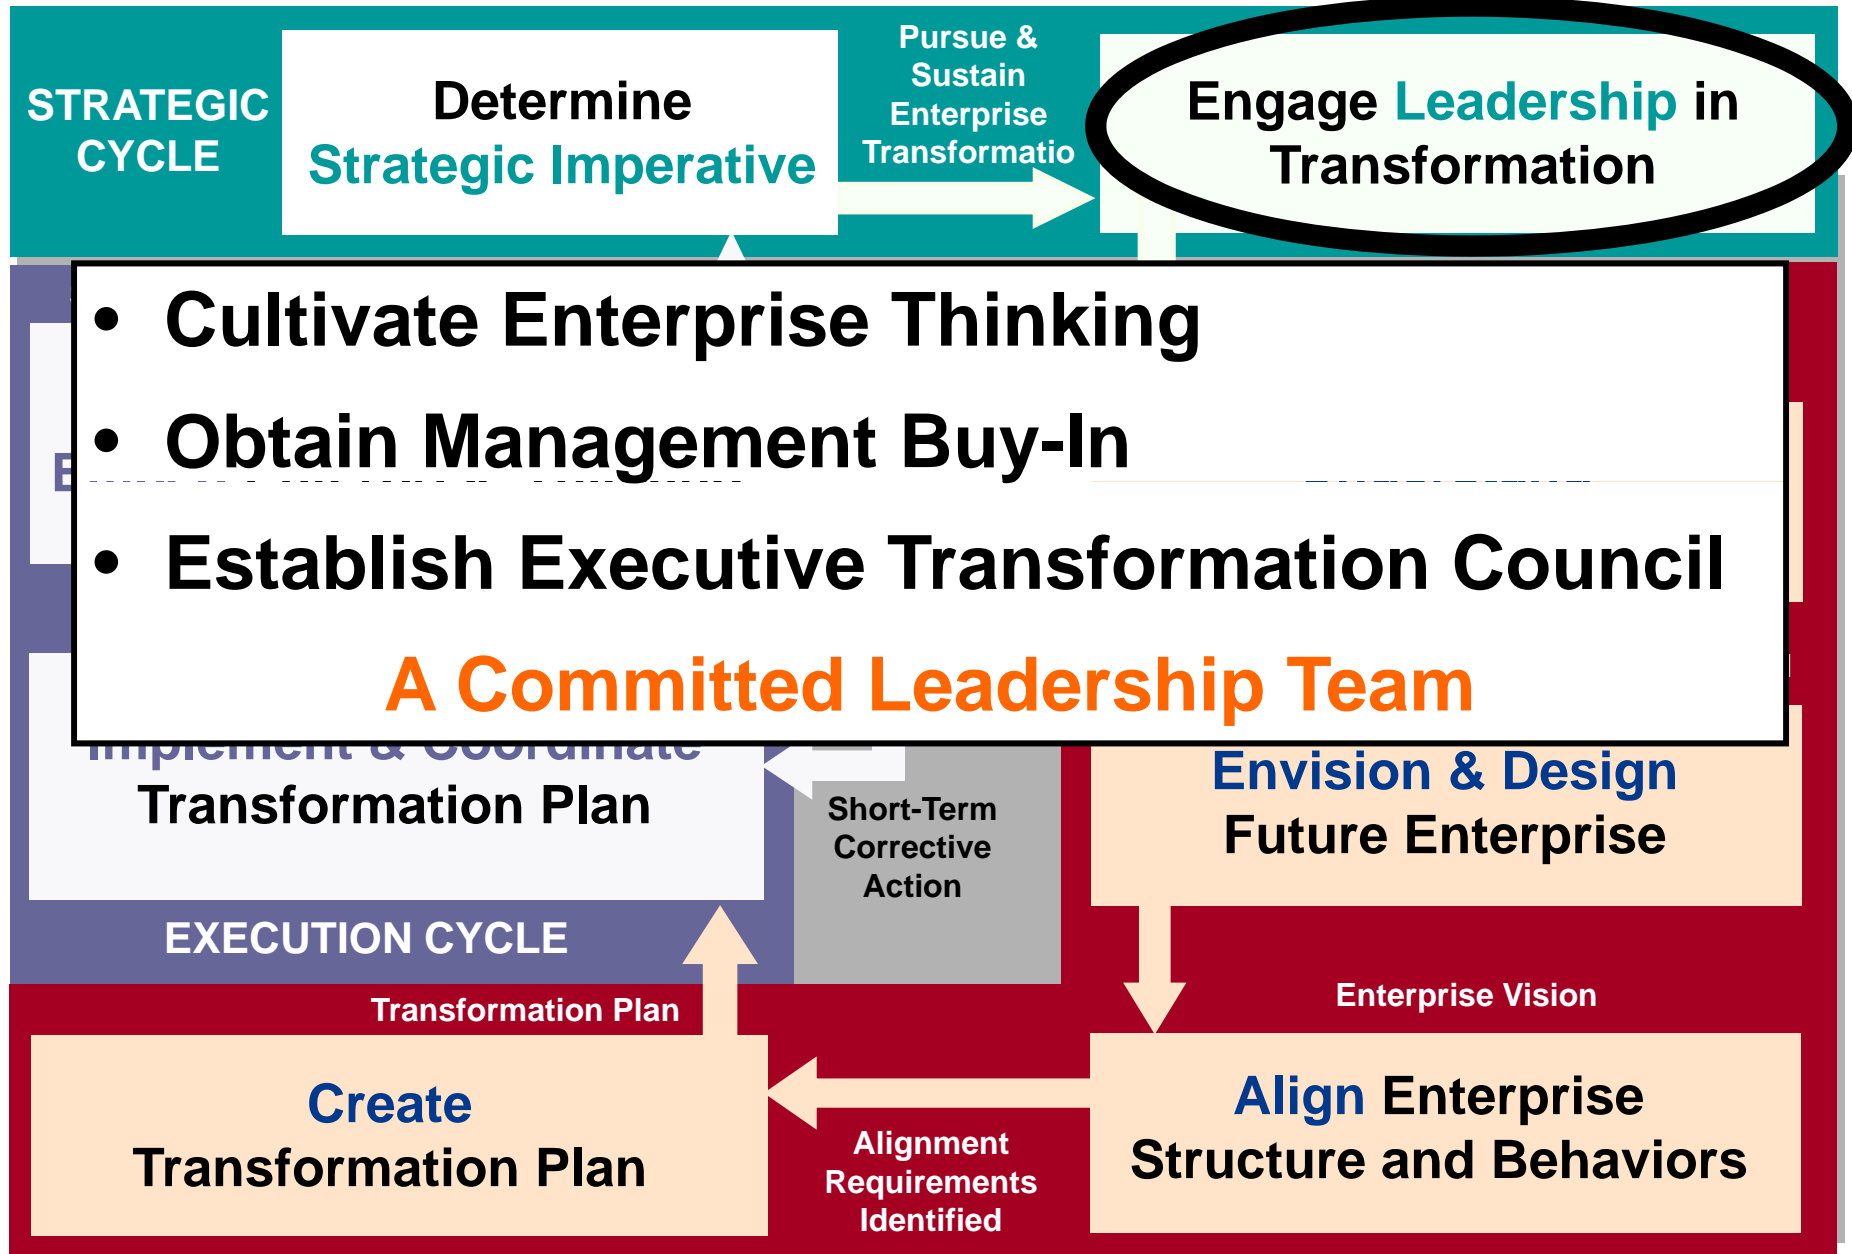 STRATEGIC
CYCLE
Determine
Strategic Imperative
Pursue &
Sustain
Enterprise
Transformatio
Engage Leadership in
Transformation
• Cultivate Enterprise Thinking
• Obtain Management Buy-In
• Establish Executive Transformation Council
A Committed Leadership Team
Implement & Coordinate
Transformation Plan
Short-Term
Corrective
Action
Envision & Design
Future Enterprise
EXECUTION CYCLE
Transformation Plan
Enterprise Vision
Create
Transformation Plan
Alignment
Requirements
Identified
Align Enterprise
Structure and Behaviors